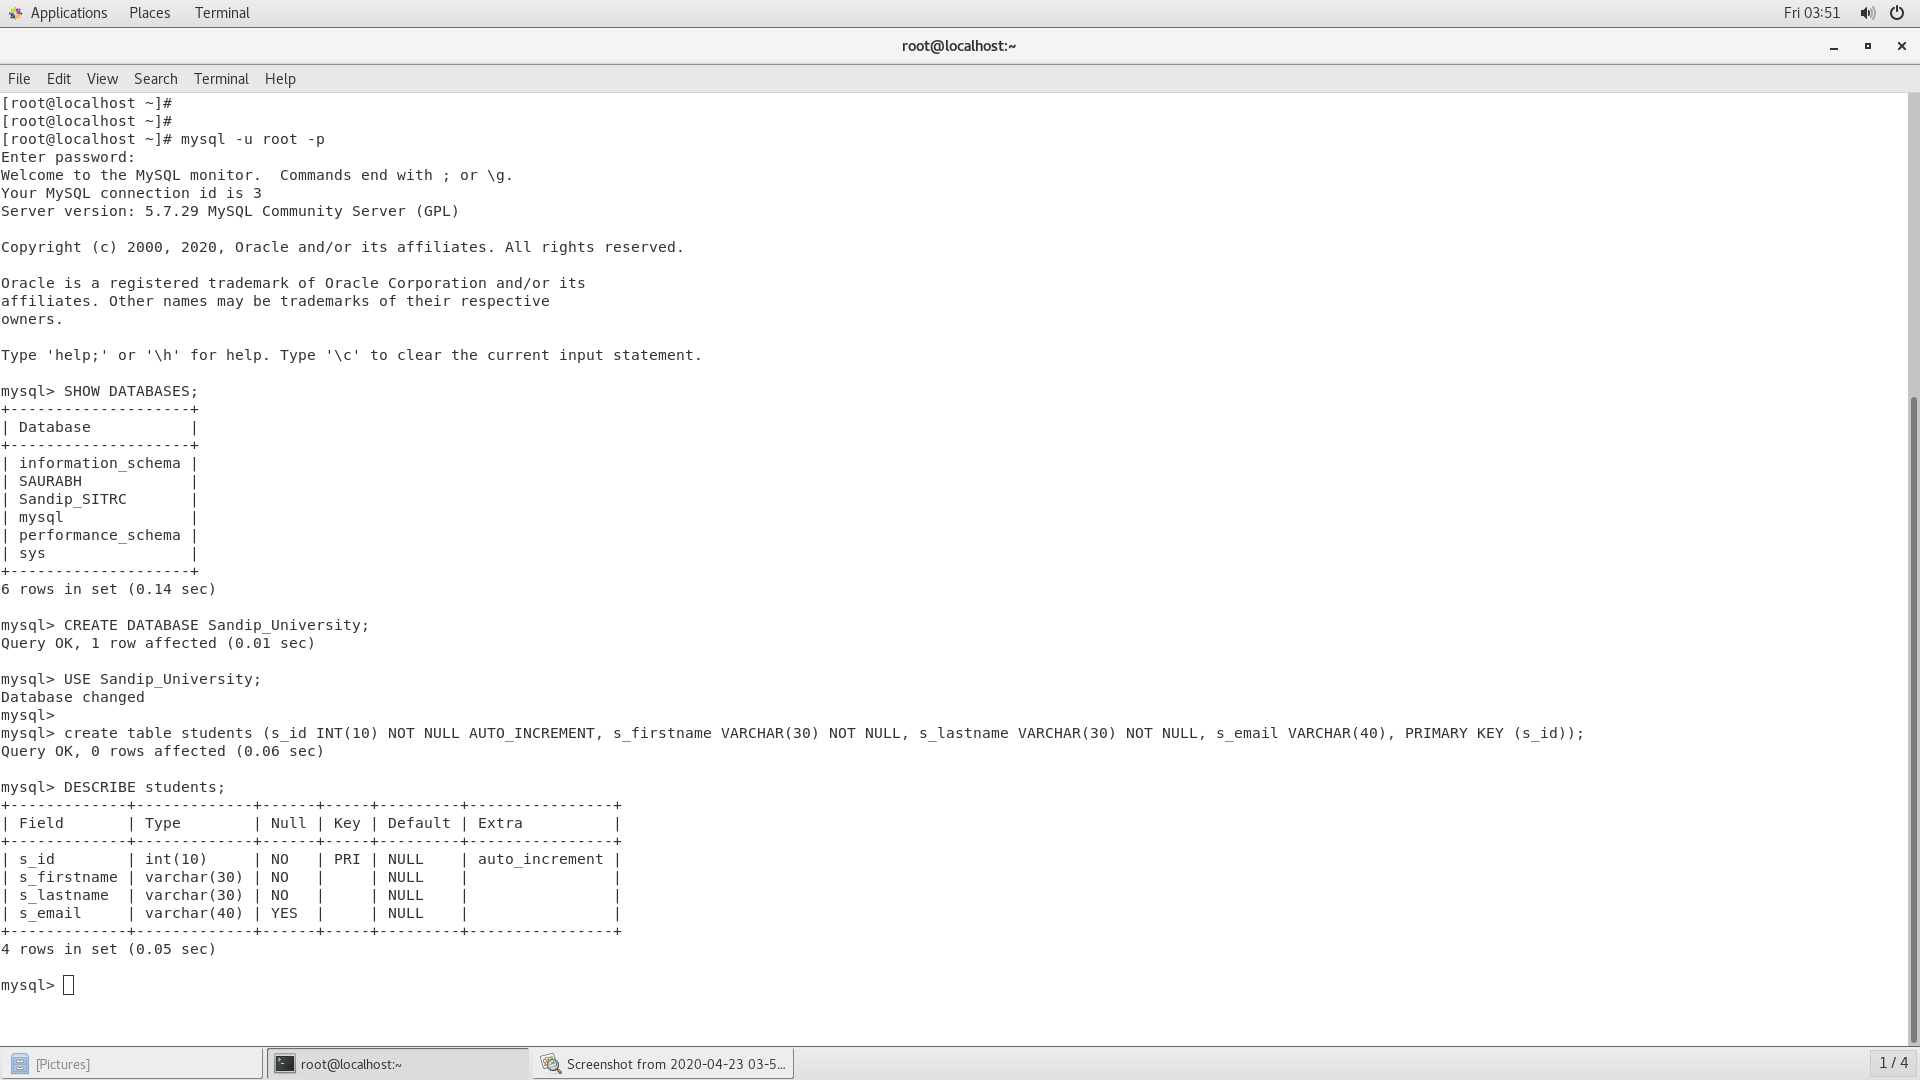 Applications Places Terminal Fri 03:51
root@localhost:~
File Edit View Search Terminal Help
[root@localhost ~]#
[root@localhost ~]#
[root@localhost ~]# mysql -u root -p
Enter password:
Welcome to the MySQL monitor.  Commands end with ; or \g.
Your MySQL connection id is 3
Server version: 5.7.29 MySQL Community Server (GPL)
Copyright (c) 2000, 2020, Oracle and/or its affiliates. All rights reserved.
Oracle is a registered trademark of Oracle Corporation and/or its
affiliates. Other names may be trademarks of their respective
owners.
Type 'help;' or '\h' for help. Type '\c' to clear the current input statement.
mysql> SHOW DATABASES;
+--------------------+
| Database           |
+--------------------+
| information_schema |
| SAURABH            |
| Sandip_SITRC       |
| mysql              |
| performance_schema |
| sys                |
+--------------------+
6 rows in set (0.14 sec)
mysql> CREATE DATABASE Sandip_University;
Query OK, 1 row affected (0.01 sec)
mysql> USE Sandip_University;
Database changed
mysql>
mysql> create table students (s_id INT(10) NOT NULL AUTO_INCREMENT, s_firstname VARCHAR(30) NOT NULL, s_lastname VARCHAR(30) NOT NULL, s_email VARCHAR(40), PRIMARY KEY (s_id));
Query OK, 0 rows affected (0.06 sec)
mysql> DESCRIBE students;
+-------------+-------------+------+-----+---------+----------------+
| Field       | Type        | Null | Key | Default | Extra          |
+-------------+-------------+------+-----+---------+----------------+
| s_id        | int(10)     | NO   | PRI | NULL    | auto_increment |
| s_firstname | varchar(30) | NO   |     | NULL    |                |
| s_lastname  | varchar(30) | NO   |     | NULL    |                |
| s_email     | varchar(40) | YES  |     | NULL    |                |
+-------------+-------------+------+-----+---------+----------------+
4 rows in set (0.05 sec)
mysql>
[Pictures] root@localhost:~ Screenshot from 2020-04-23 03-5... 1 / 4